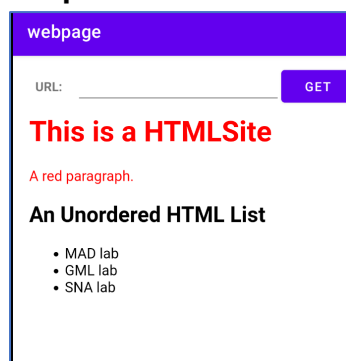 webpage
URL: GET
This is a HTMLSite
A red paragraph.
An Unordered HTML List
MAD lab
GML lab
SNA lab